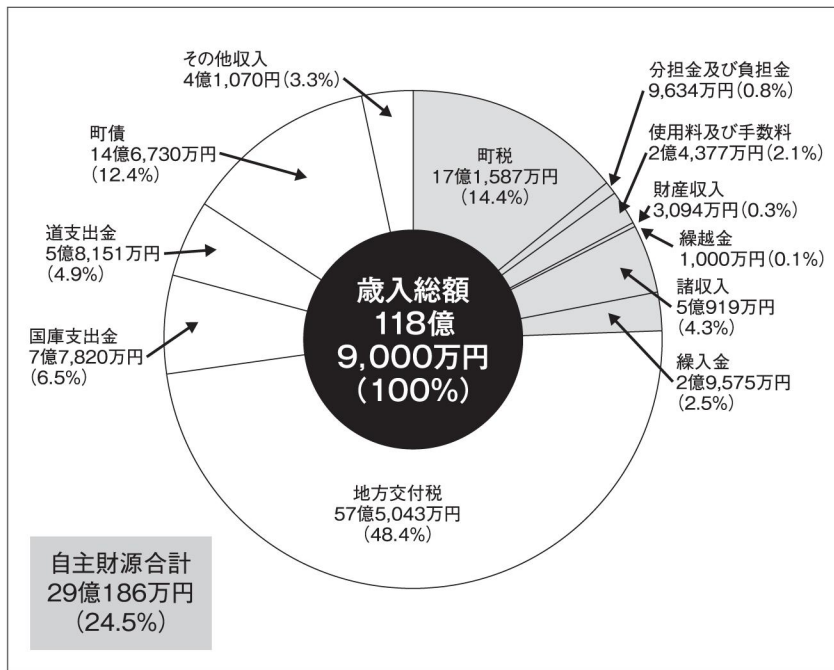 その他収入
4億1,070円(3.3%)
町債
14億6,730万円
(12.4%)
道支出金
5億8,151万円
(4.9%)
国庫支出金
7億7,820万円
(6.5%)
町税
17億1,587万円
(14.4%)
分担金及び負担金
9,634万円(0.8%)
使用料及び手数料
2億4,377万円(2.1%)
財産収入
3,094万円(0.3%)
繰越金
1,000万円(0.1%)
諸収入
5億919万円
(4.3%)
繰入金
2億9,575万円
(2.5%)
歳入総額
118億
9,000万円
(100%)
地方交付税
57億5,043万円
(48.4%)
自主財源合計
29億186万円
(24.5%)